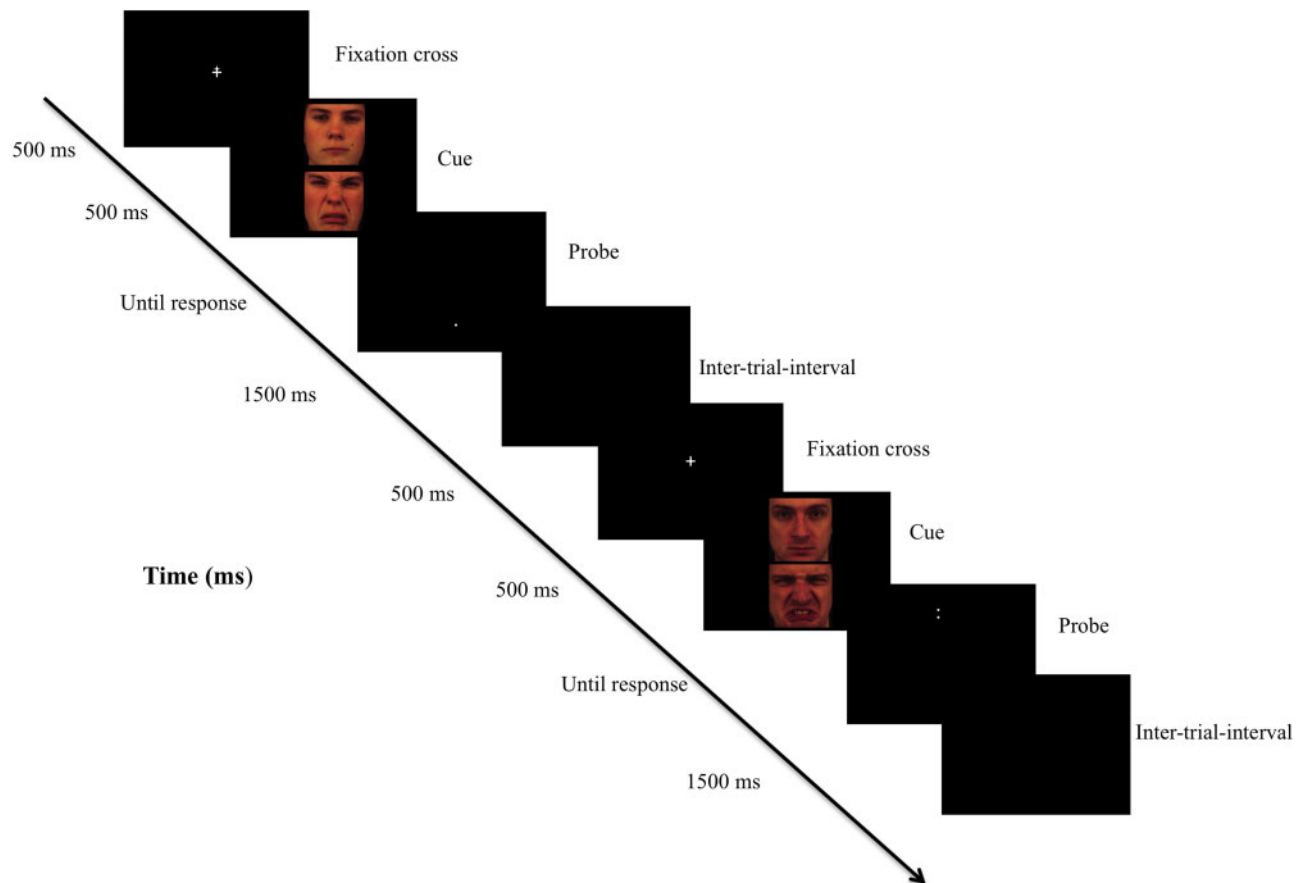 Fixation cross
500 ms
Cue
500 ms
Probe
Until response
Inter-trial-interval
1500 ms
Fixation cross
500 ms
Cue
Time (ms)
500 ms
Probe
Until response
Inter-trial-interval
1500 ms